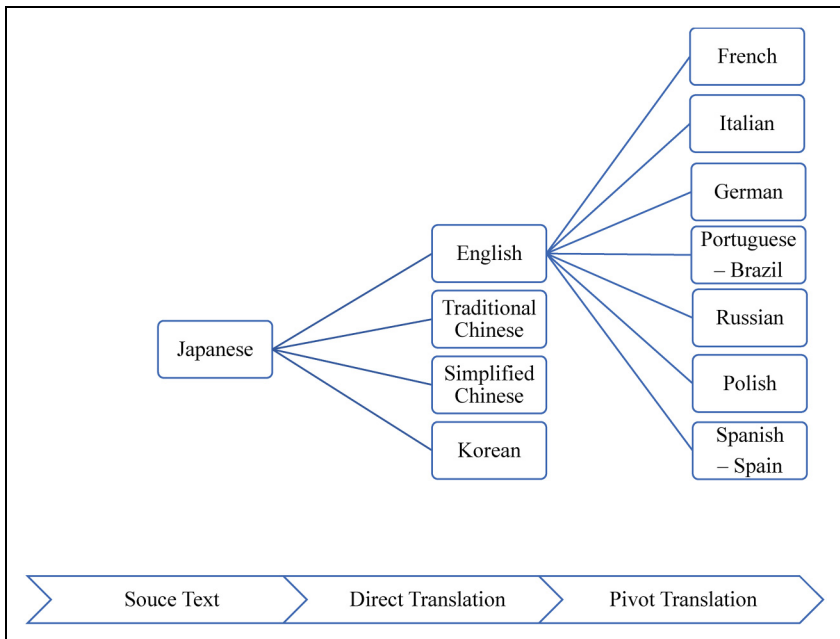 French
Italian
German
Portuguese
– Brazil
Russian
Polish
Spanish
– Spain
English
Traditional
Chinese
Simplified
Chinese
Korean
Japanese
Souce Text
Direct Translation
Pivot Translation